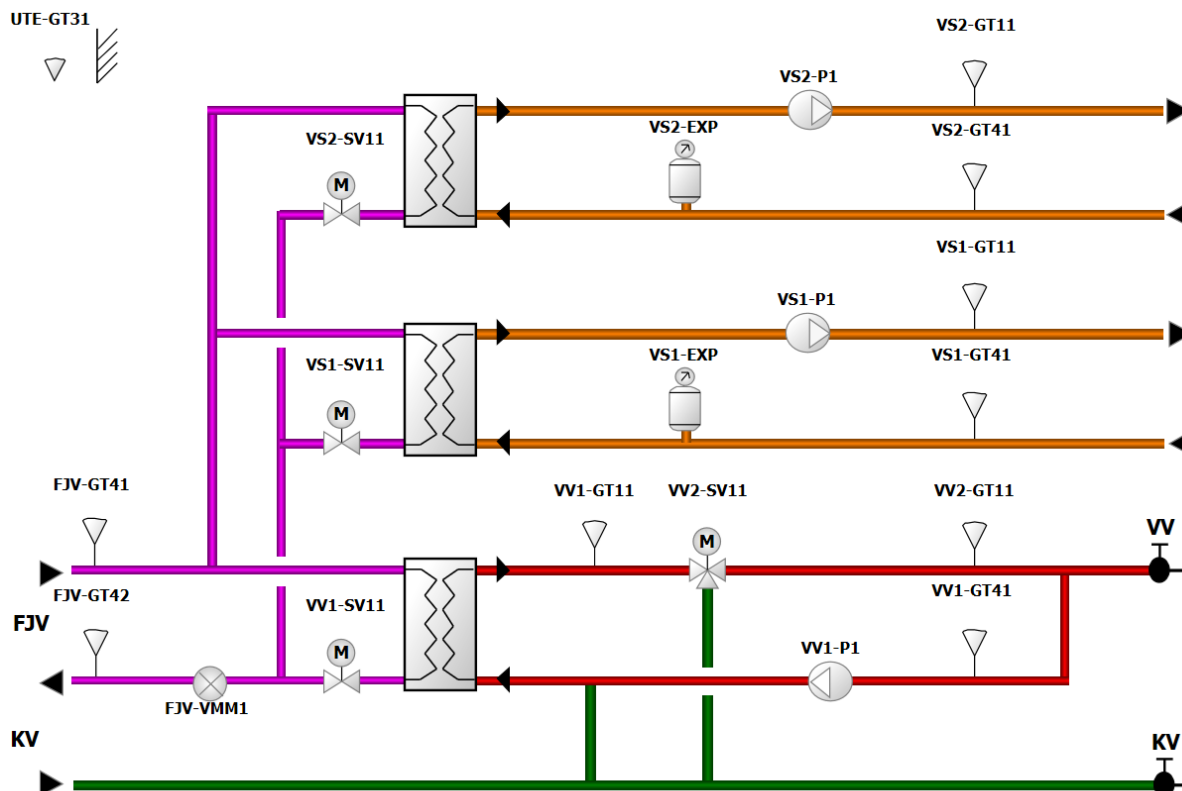 UTE-GT31
VS2-GT11
VS2-P1
VS2-EXP
VS2-GT41
VS2-SV11
M
VS1-GT11
VS1-P1
VS1-EXP
VS1-GT41
VS1-SV11
M
FJV-GT41
VV1-GT11
VV2-SV11
VV2-GT11
VV
M
FJV-GT42
VV1-SV11
VV1-GT41
FJV
M
VV1-P1
FJV-VMM1
KV
KV